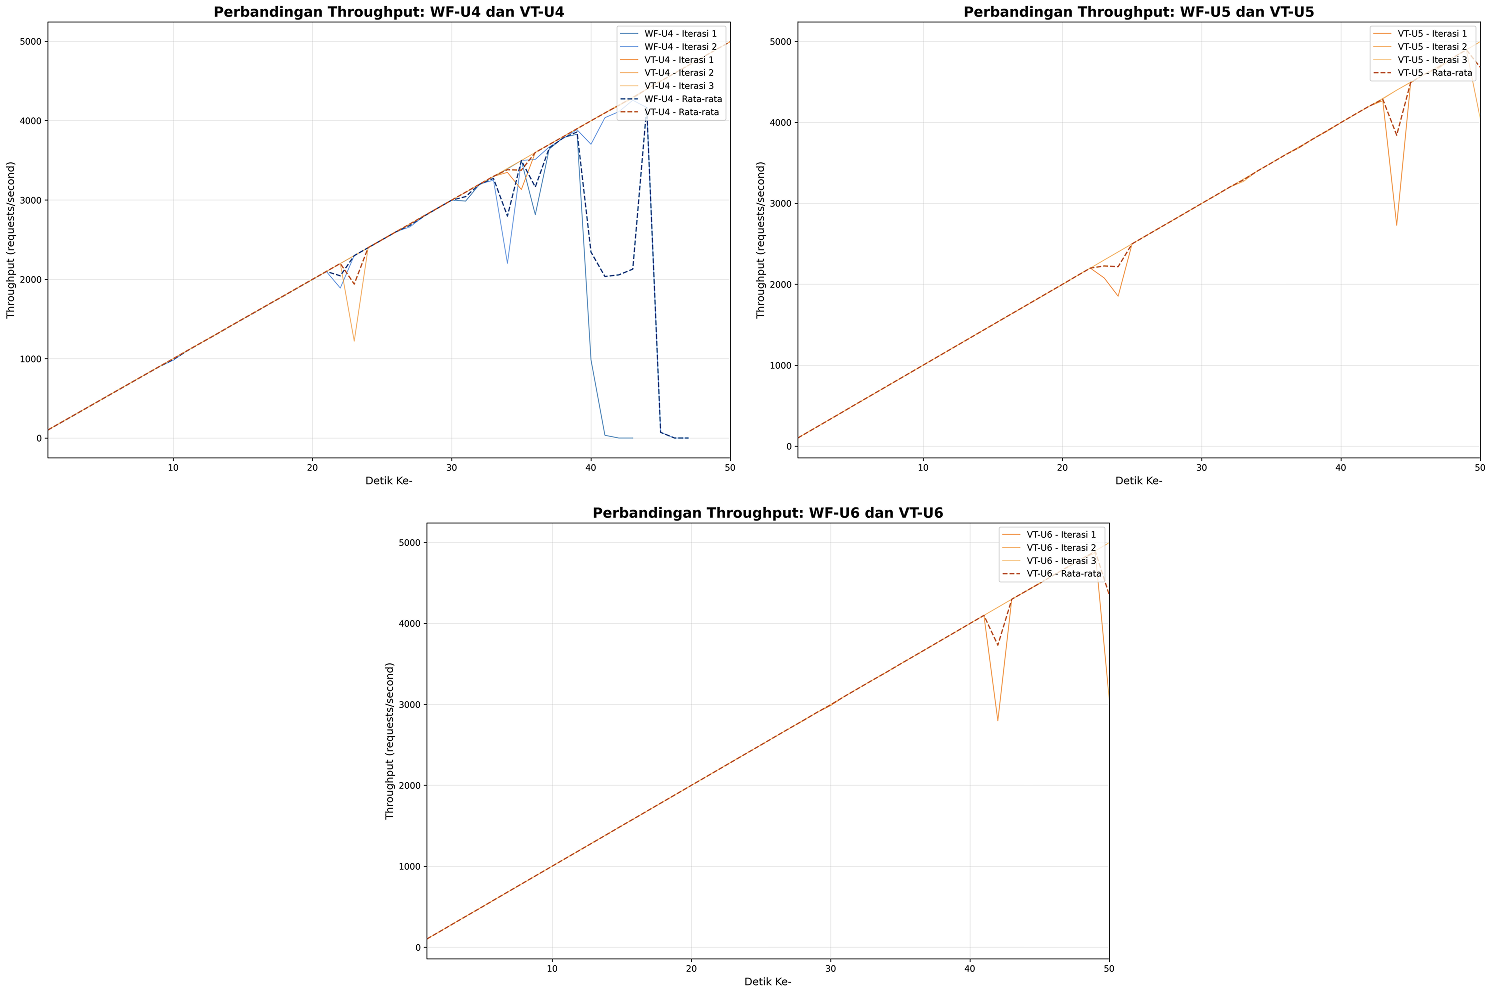 Perbandingan Throughput: WF-U4 dan VT-U4
Throughput (requests/second)
5000
4000
3000
2000
1000
0
10
20
30
40
50
Detik Ke-
WF-U4 - Iterasi 1
WF-U4 - Iterasi 2
VT-U4 - Iterasi 1
VT-U4 - Iterasi 2
VT-U4 - Iterasi 3
WF-U4 - Rata-rata
VT-U4 - Rata-rata
Perbandingan Throughput: WF-U5 dan VT-U5
Throughput (requests/second)
5000
4000
3000
2000
1000
0
10
20
30
40
50
Detik Ke-
VT-U5 - Iterasi 1
VT-U5 - Iterasi 2
VT-U5 - Iterasi 3
VT-U5 - Rata-rata
Perbandingan Throughput: WF-U6 dan VT-U6
Throughput (requests/second)
5000
4000
3000
2000
1000
0
10
20
30
40
50
Detik Ke-
VT-U6 - Iterasi 1
VT-U6 - Iterasi 2
VT-U6 - Iterasi 3
VT-U6 - Rata-rata